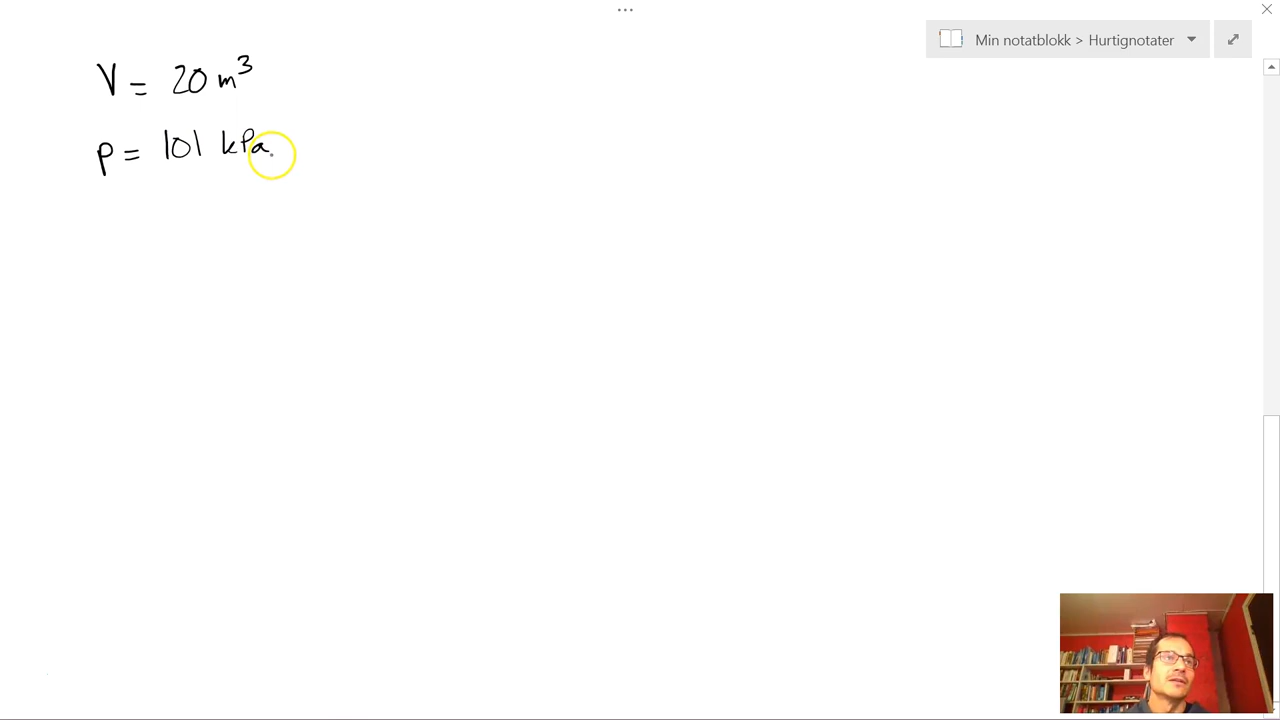 Min notatblokk > Hurtignotater
V = 20 m³
p = 101 kPa